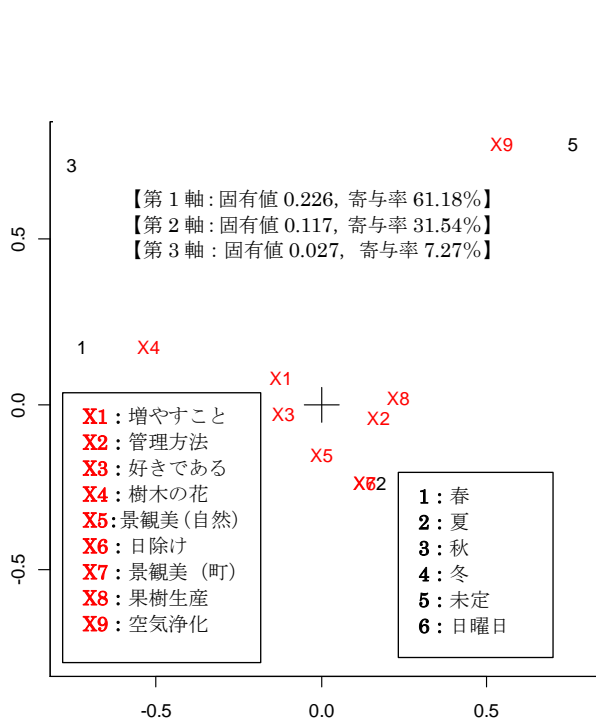 X9 5
3
【第 1 軸 : 固有値 0.226, 寄与率 61.18%】
【第 2 軸 : 固有値 0.117, 寄与率 31.54%】
【第 3 軸 : 固有値 0.027, 寄与率 7.27%】
0.5
1 X4
X1
X8
0.0
X3 X2
X5
X6 X7 2
-0.5
X1 : 増やすこと
X2 : 管理方法
X3 : 好きである
X4 : 樹木の花
X5 : 景観美(自然)
X6 : 日除け
X7 : 景観美 (町)
X8 : 果樹生産
X9 : 空気浄化
1 : 春
2 : 夏
3 : 秋
4 : 冬
5 : 未定
6 : 日曜日
-0.5 0.0 0.5